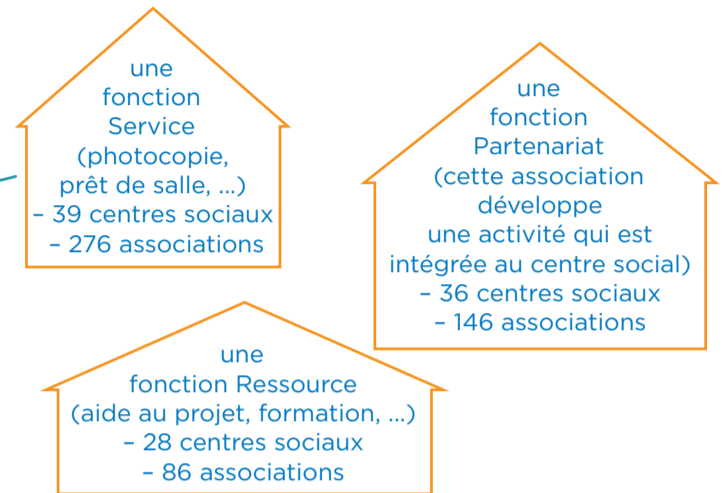 une
fonction
Service
(photocopie,
prêt de salle, ...)
– 39 centres sociaux
– 276 associations
une
fonction
Partenariat
(cette association
développe
une activité qui est
intégrée au centre social)
– 36 centres sociaux
– 146 associations
une
fonction Ressource
(aide au projet, formation, ...)
– 28 centres sociaux
– 86 associations